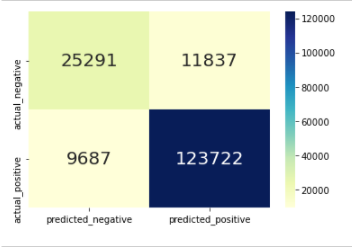 actual_negative
25291 11837
actual_positive
9687 123722
predicted_negative predicted_positive
120000
100000
80000
60000
40000
20000